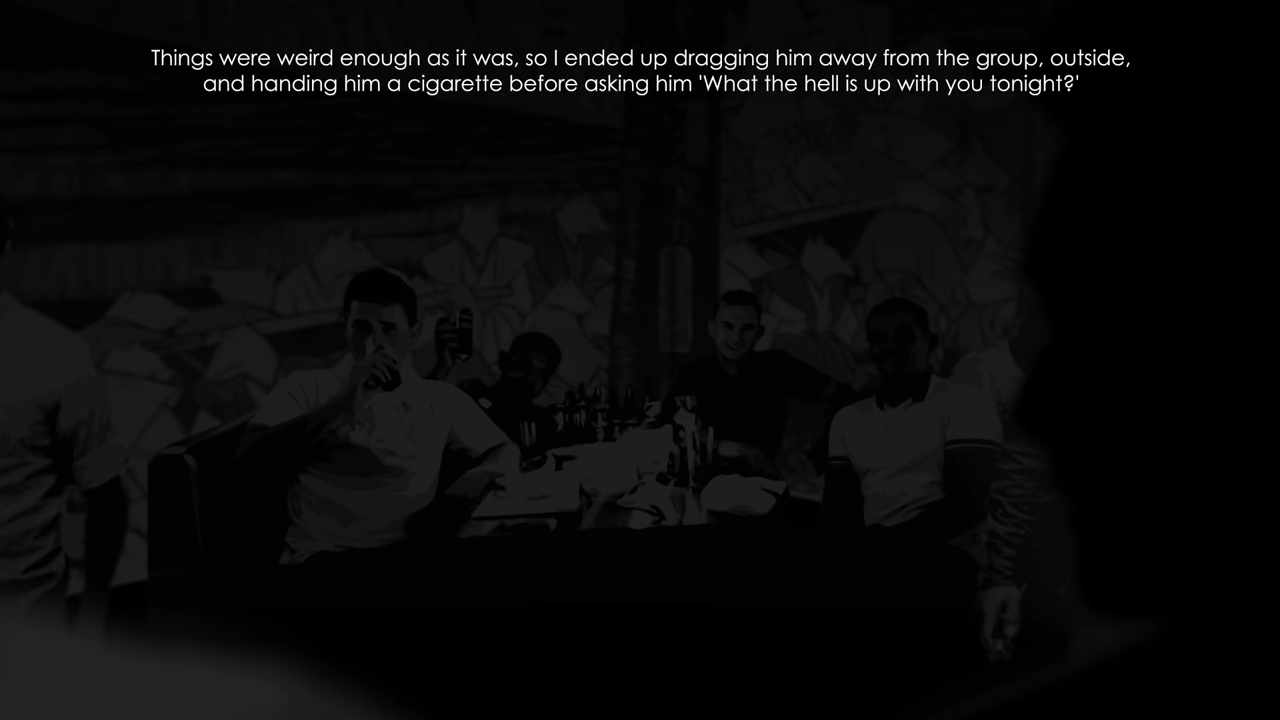 Things were weird enough as it was, so I ended up dragging him away from the group, outside,
and handing him a cigarette before asking him 'What the hell is up with you tonight?'